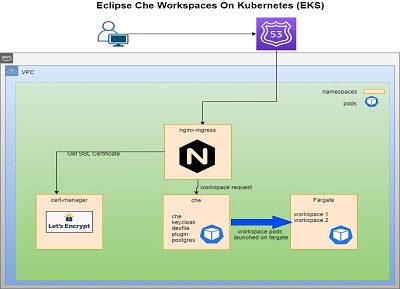 Eclipse Che Workspaces On Kubernetes (EKS)
53
aws
VPC
namespaces
pods
nginx-ingress
N
Get SSL Certificate
workspace request
cert-manager
Let's Encrypt
che
che
keycloak
devfile
plugin
postgres
workspace pods
launched on fargate
Fargate
workspace 1
workspace 2